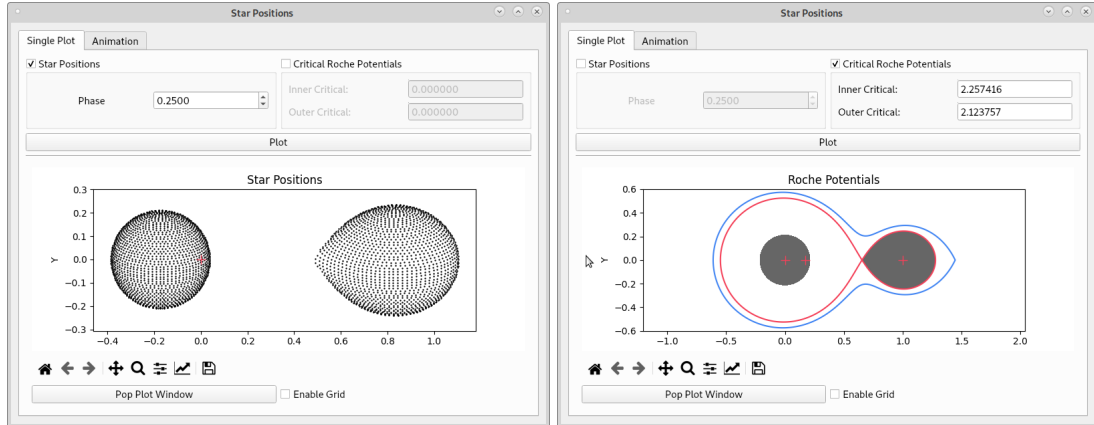 Star Positions
Single Plot Animation
Star Positions
Critical Roche Potentials
Phase 0.2500
Inner Critical: 0.000000
Outer Critical: 0.000000
Plot
Star Positions
0.3
0.2
0.1
0.0
−0.1
−0.2
−0.3
Y
−0.4 −0.2 0.0 0.2 0.4 0.6 0.8 1.0
Pop Plot Window
Enable Grid
Star Positions
Single Plot Animation
Star Positions
Critical Roche Potentials
Phase 0.2500
Inner Critical: 2.257416
Outer Critical: 2.123757
Plot
Roche Potentials
0.6
0.4
0.2
0.0
−0.2
−0.4
−0.6
Y
−1.0 −0.5 0.0 0.5 1.0 1.5 2.0
Pop Plot Window
Enable Grid